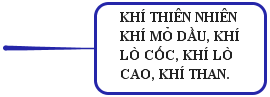 KHÍ THIÊN NHIÊN
KHÍ MỎ DẦU, KHÍ
LÒ CỐC, KHÍ LÒ
CAO, KHÍ THAN.